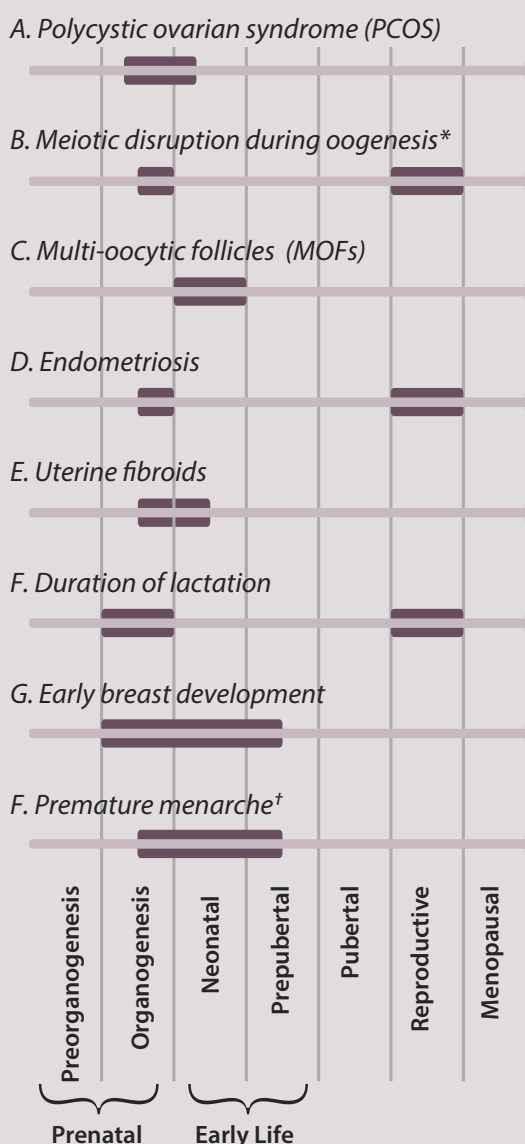 A. Polycystic ovarian syndrome (PCOS)
B. Meiotic disruption during oogenesis*
C. Multi-oocytic follicles (MOFs)
D. Endometriosis
E. Uterine fibroids
F. Duration of lactation
G. Early breast development
F. Premature menarche†
Preorganogenesis
Organogenesis
Neonatal
Prepubertal
Pubertal
Reproductive
Menopausal
Prenatal
Early Life